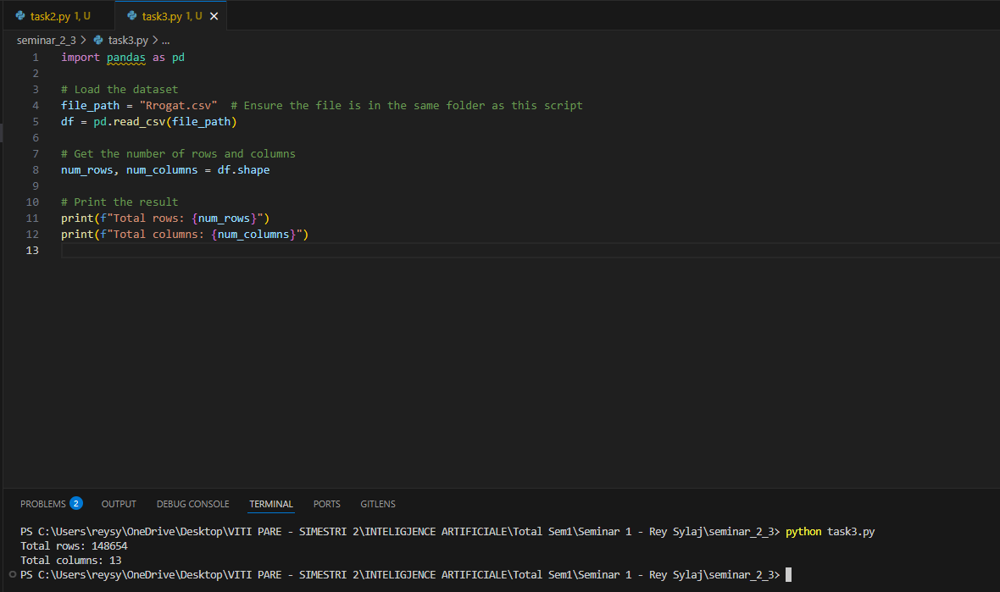 task2.py 1, U task3.py 1, U
seminar_2_3 > task3.py > ...
1 import pandas as pd
2
3 # Load the dataset
4 file_path = "Rrogat.csv"  # Ensure the file is in the same folder as this script
5 df = pd.read_csv(file_path)
6
7 # Get the number of rows and columns
8 num_rows, num_columns = df.shape
9
10 # Print the result
11 print(f"Total rows: {num_rows}")
12 print(f"Total columns: {num_columns}")
13
PROBLEMS 2 OUTPUT DEBUG CONSOLE TERMINAL PORTS GITLENS
PS C:\Users\reysy\OneDrive\Desktop\VITI PARE - SIMESTRI 2\INTELIGJENCE ARTIFICIALE\Total Sem1\Seminar 1 - Rey Sylaj\seminar_2_3> python task3.py
Total rows: 148654
Total columns: 13
PS C:\Users\reysy\OneDrive\Desktop\VITI PARE - SIMESTRI 2\INTELIGJENCE ARTIFICIALE\Total Sem1\Seminar 1 - Rey Sylaj\seminar_2_3>